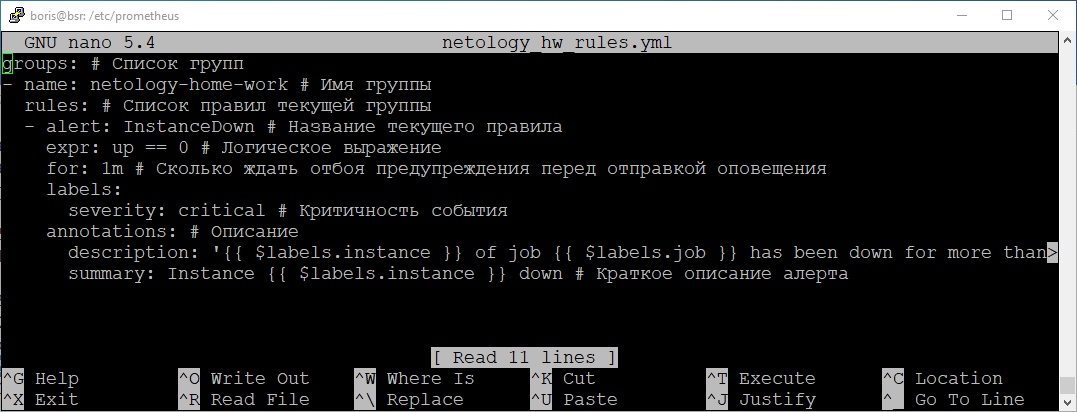 boris@bsr: /etc/prometheus
GNU nano 5.4 netology_hw_rules.yml
groups: # Список групп
- name: netology-home-work # Имя группы
  rules: # Список правил текущей группы
  - alert: InstanceDown # Название текущего правила
    expr: up == 0 # Логическое выражение
    for: 1m # Сколько ждать отбоя предупреждения перед отправкой оповещения
    labels:
      severity: critical # Критичность события
    annotations: # Описание
      description: '{{ $labels.instance }} of job {{ $labels.job }} has been down for more than>
      summary: Instance {{ $labels.instance }} down # Краткое описание алерта
[ Read 11 lines ]
^G Help ^O Write Out ^W Where Is ^K Cut ^T Execute ^C Location
^X Exit ^R Read File ^\ Replace ^U Paste ^J Justify ^_ Go To Line